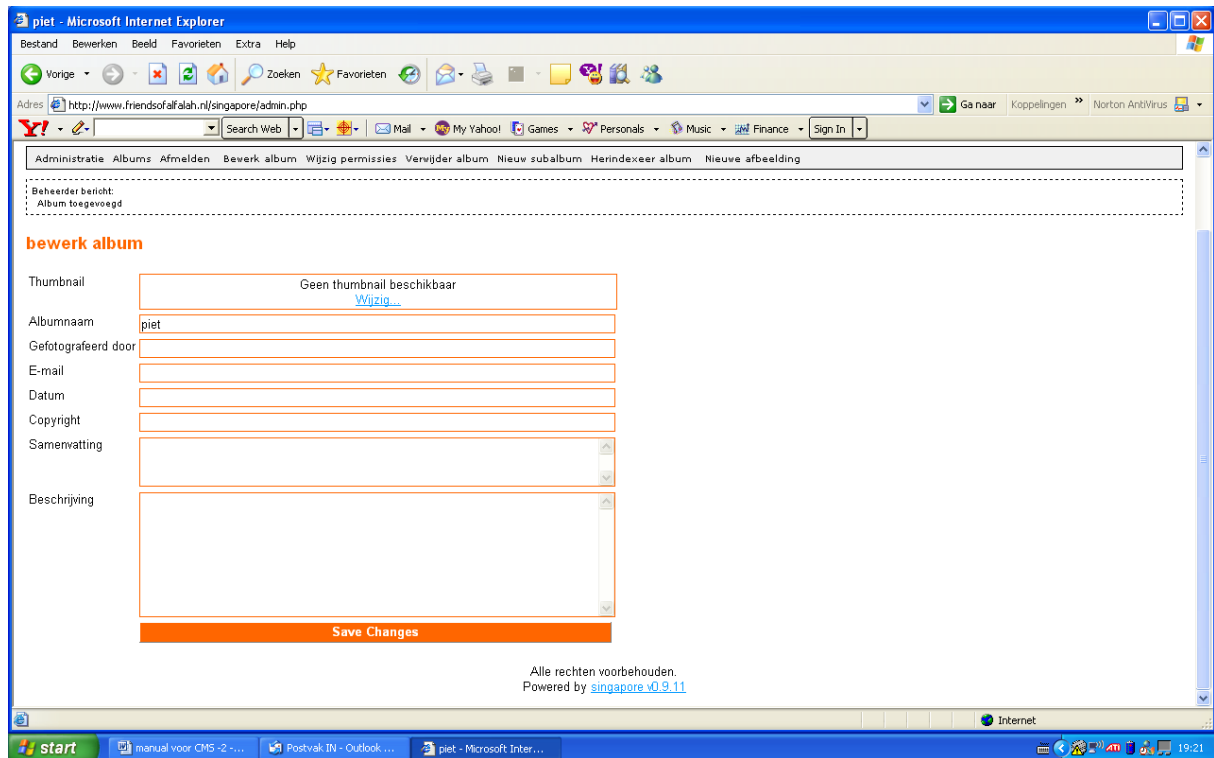 piet - Microsoft Internet Explorer
Bestand Bewerken Beeld Favorieten Extra Help
Vorige Zoeken Favorieten
Adres http://www.friendsofalfalah.nl/singapore/admin.php Ga naar Koppelingen » Norton AntiVirus
Y! Search Web Mail My Yahoo! Games Personals Music Finance Sign In
Administratie Albums Afmelden Bewerk album Wijzig permissies Verwijder album Nieuw subalbum Herindexeer album Nieuwe afbeelding
Beheerder bericht:
Album toegevoegd
bewerk album
Thumbnail Geen thumbnail beschikbaar
Wijzig...
Albumnaam piet
Gefotografeerd door
E-mail
Datum
Copyright
Samenvatting
Beschrijving
Save Changes
Alle rechten voorbehouden.
Powered by singapore v0.9.11
Internet
start manual voor CMS -2 -... Postvak IN - Outlook ... piet - Microsoft Inter... ATI 19:21